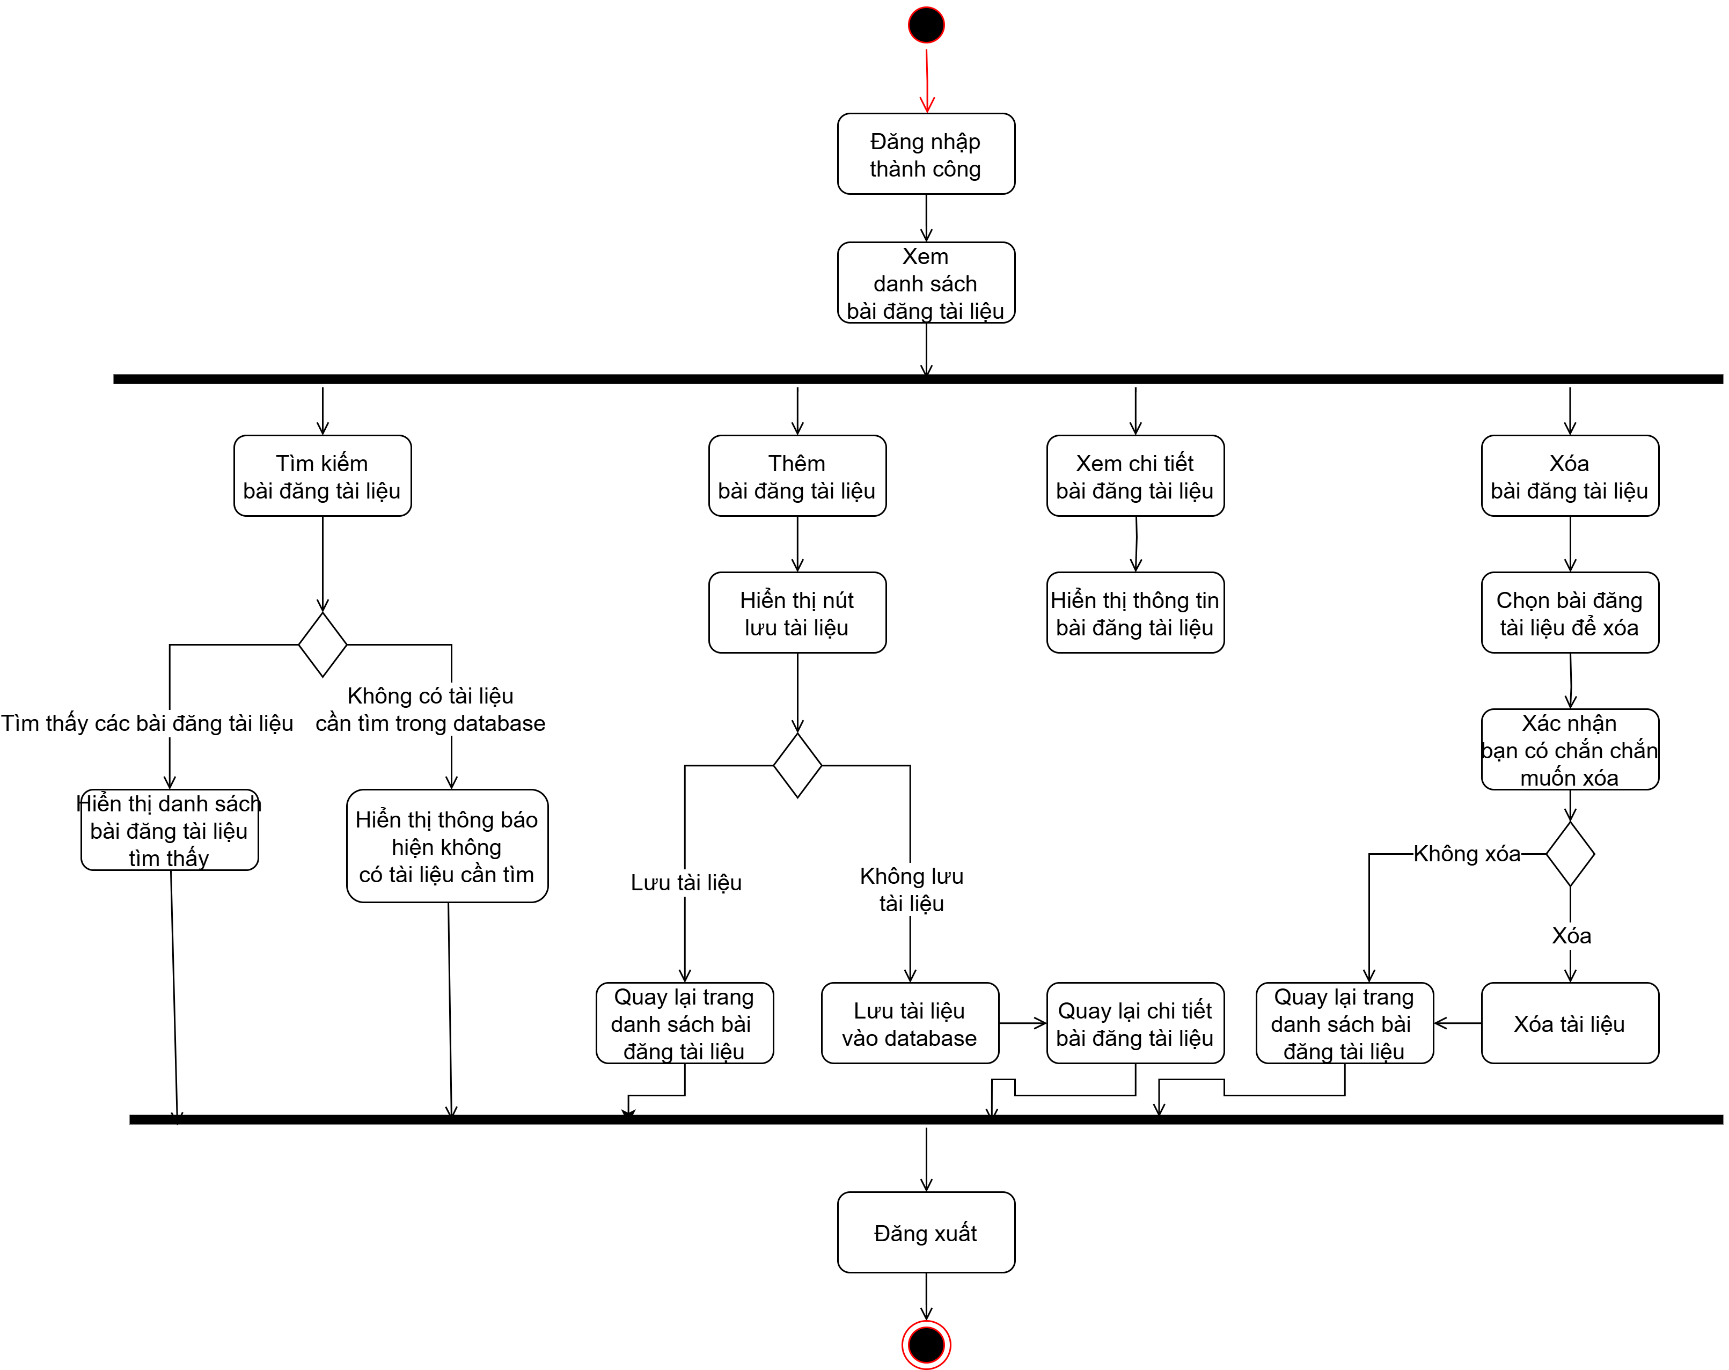 Đăng nhập
thành công
Xem
danh sách
bài đăng tài liệu
Tìm kiếm
bài đăng tài liệu
Thêm
bài đăng tài liệu
Xem chi tiết
bài đăng tài liệu
Xóa
bài đăng tài liệu
Hiển thị nút
lưu tài liệu
Hiển thị thông tin
bài đăng tài liệu
Chọn bài đăng
tài liệu để xóa
Tìm thấy các bài đăng tài liệu
Không có tài liệu
cần tìm trong database
Xác nhận
bạn có chắn chắn
muốn xóa
Hiển thị danh sách
bài đăng tài liệu
tìm thấy
Hiển thị thông báo
hiện không
có tài liệu cần tìm
Lưu tài liệu
Không lưu
tài liệu
Không xóa
Xóa
Quay lại trang
danh sách bài
đăng tài liệu
Lưu tài liệu
vào database
Quay lại chi tiết
bài đăng tài liệu
Quay lại trang
danh sách bài
đăng tài liệu
Xóa tài liệu
Đăng xuất